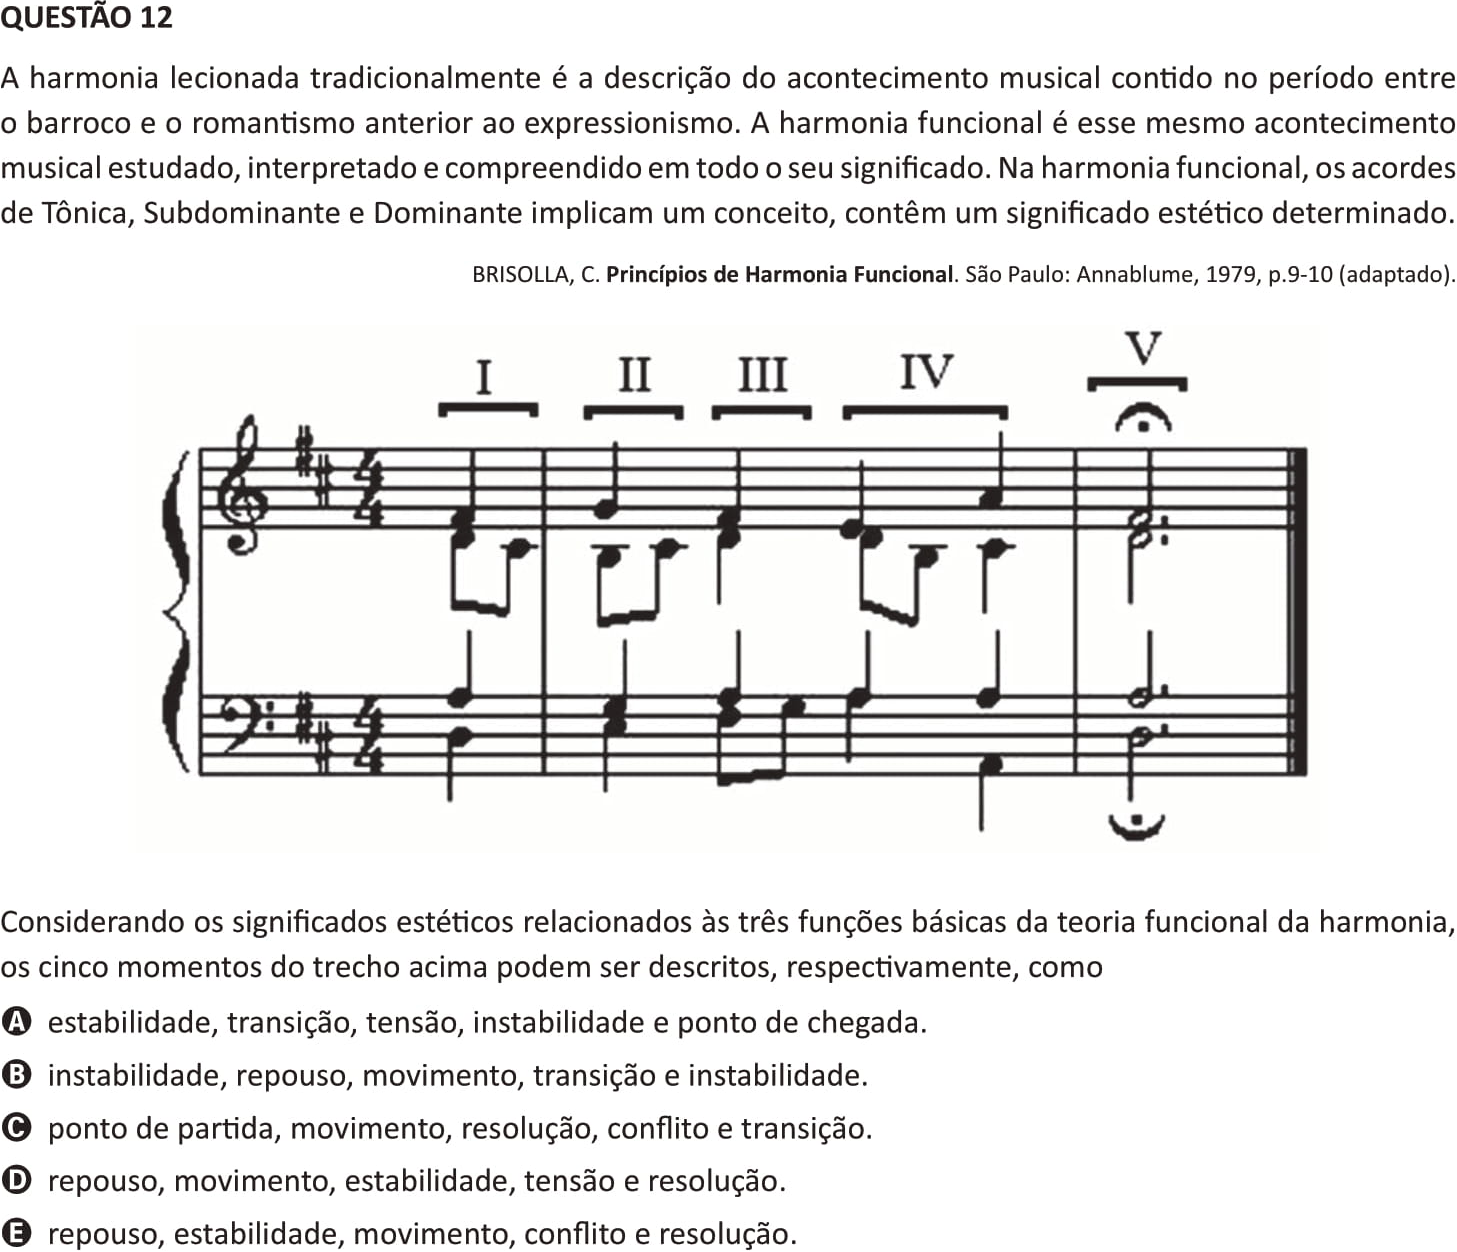 QUESTÃO 12
A harmonia lecionada tradicionalmente é a descrição do acontecimento musical contido no período entre
o barroco e o romantismo anterior ao expressionismo. A harmonia funcional é esse mesmo acontecimento
musical estudado, interpretado e compreendido em todo o seu significado. Na harmonia funcional, os acordes
de Tônica, Subdominante e Dominante implicam um conceito, contêm um significado estético determinado.
BRISOLLA, C. Princípios de Harmonia Funcional. São Paulo: Annablume, 1979, p.9-10 (adaptado).
I II III IV V
4
4
4
4
Considerando os significados estéticos relacionados às três funções básicas da teoria funcional da harmonia,
os cinco momentos do trecho acima podem ser descritos, respectivamente, como
A estabilidade, transição, tensão, instabilidade e ponto de chegada.
B instabilidade, repouso, movimento, transição e instabilidade.
C ponto de partida, movimento, resolução, conflito e transição.
D repouso, movimento, estabilidade, tensão e resolução.
E repouso, estabilidade, movimento, conflito e resolução.